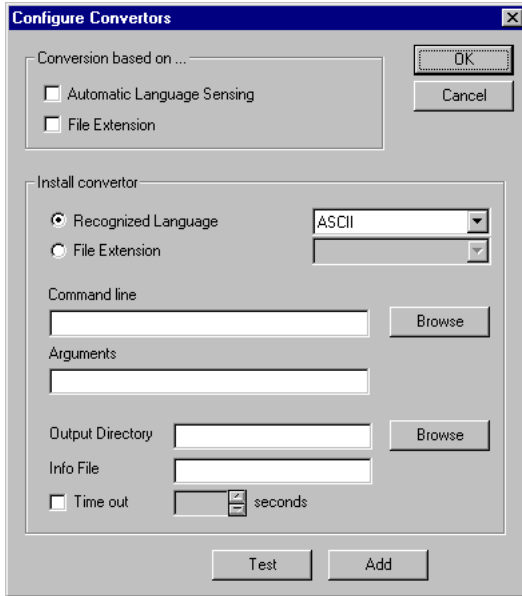 Configure Convertors
Conversion based on ...
OK
Automatic Language Sensing
Cancel
File Extension
Install convertor
Recognized Language ASCII
File Extension
Command line
Browse
Arguments
Output Directory Browse
Info File
Time out seconds
Test Add